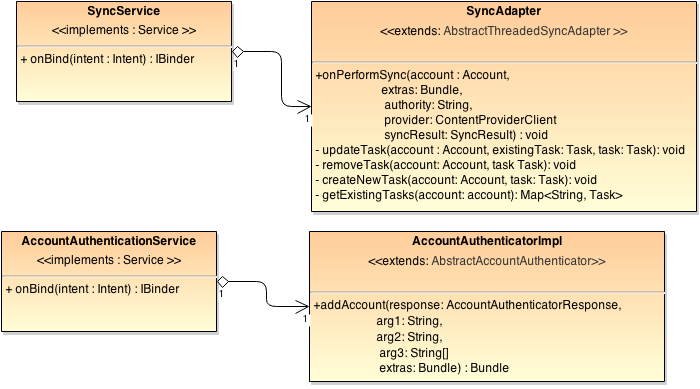 SyncService
<<implements : Service >>
+ onBind(intent : Intent) : IBinder
1
1
SyncAdapter
<<extends: AbstractThreadedSyncAdapter >>
+onPerformSync(account : Account,
extras: Bundle,
authority: String,
provider: ContentProviderClient
syncResult: SyncResult) : void
- updateTask(account : Account, existingTask: Task, task: Task): void
- removeTask(account: Account, task Task): void
- createNewTask(account: Account, task: Task): void
- getExistingTasks(account: account): Map<String, Task>
AccountAuthenticationService
<<implements : Service >>
+ onBind(intent : Intent) : IBinder
1
1
AccountAuthenticatorImpl
<<extends: AbstractAccountAuthenticator>>
+addAccount(response: AccountAuthenticatorResponse,
arg1: String,
arg2: String,
arg3: String[]
extras: Bundle) : Bundle